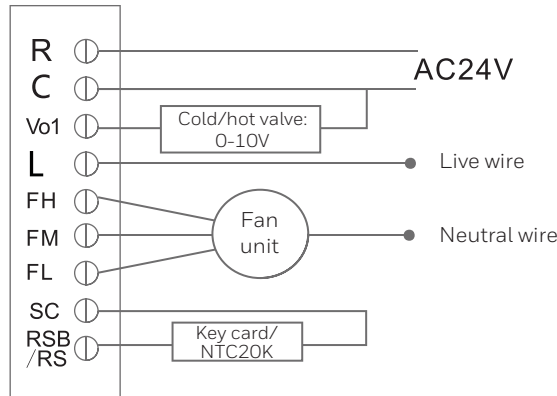 R
C
AC24V
Vo1
Cold/hot valve:
0-10V
L
Live wire
FH
FM
FL
Fan
unit
Neutral wire
SC
RSB
/RS
Key card/
NTC20K